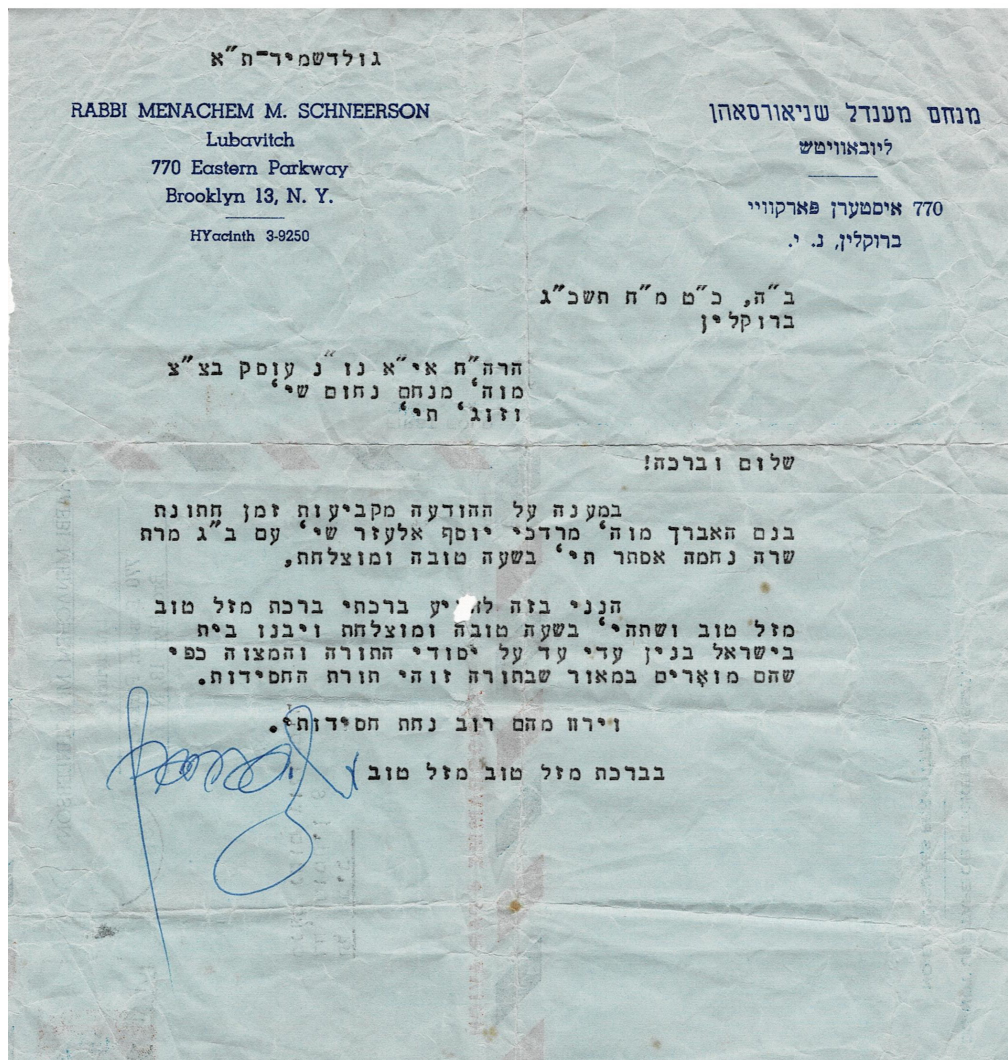 גולדשמיד-ת"א
RABBI MENACHEM M. SCHNEERSON
Lubavitch
770 Eastern Parkway
Brooklyn 13, N. Y.
HYacinth 3-9250
מנחם מענדל שניאורסאהן
ליובאוויטש
770 איסטערן פארקוויי
ברוקלין, נ. י.
ב"ה, כ"ט מ"ח תשכ"ג
ברוקלין
הרה"ח אי"א נו"נ עוסק בצ"צ
מוה' מנחם נחום שי'
וזוג' תי'
שלום וברכה!
במענה על ההודעה מקביעות זמן חתונת
בנם האברך מוה' מרדכי יוסף אלעזר שי' עם ב"ג מרת
שרה נחמה אסתר תי' בשעה טובה ומוצלחת,
הנני בזה ברכתי ברכת מזל טוב
מזל טוב ושתהי' בשעה טובה ומוצלחת ויבנו בית
בישראל בנין עדי עד על יסודי התורה והמצוה כפי
שהם מוארים במאור שבתורה זוהי תורת החסידות.
וירוו מהם רוב נחת חסידותי.
בברכת מזל טוב מזל טוב